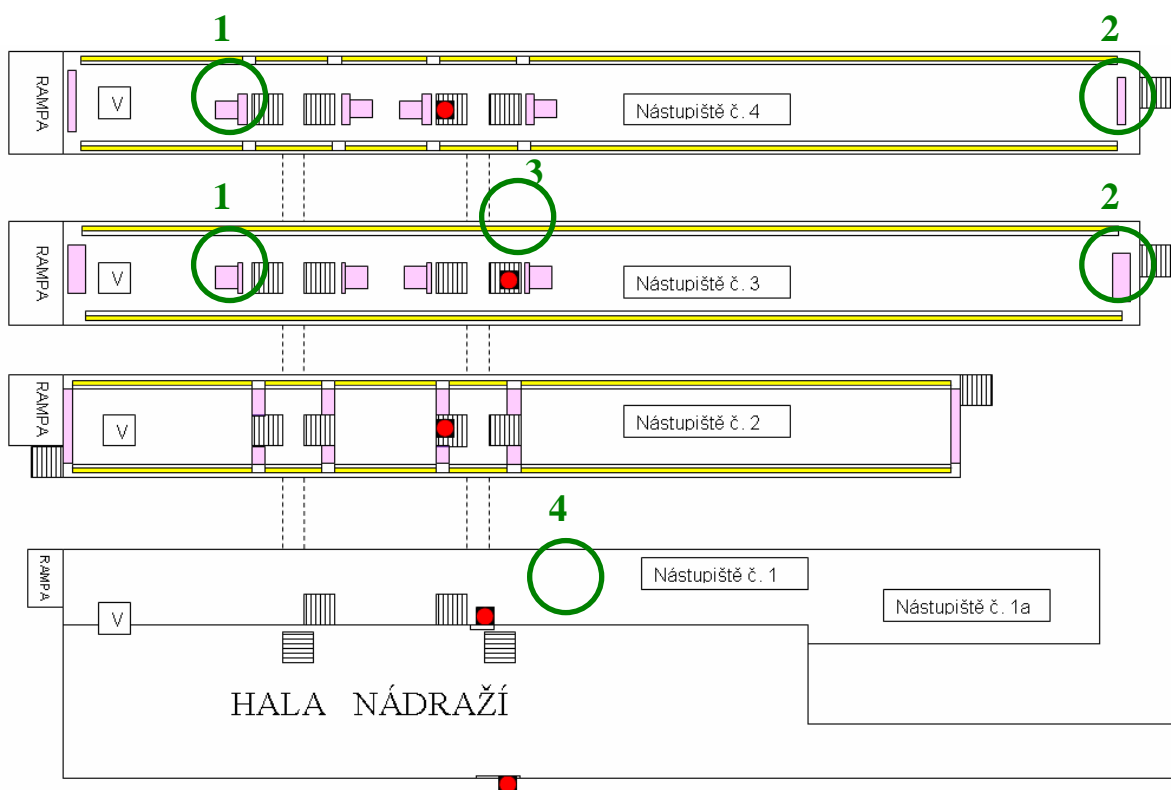 1
2
RAMPA
V
Nástupiště č. 4
3
1
2
RAMPA
V
Nástupiště č. 3
RAMPA
V
Nástupiště č. 2
4
RAMPA
Nástupiště č. 1
V
Nástupiště č. 1a
HALA NÁDRAŽÍ